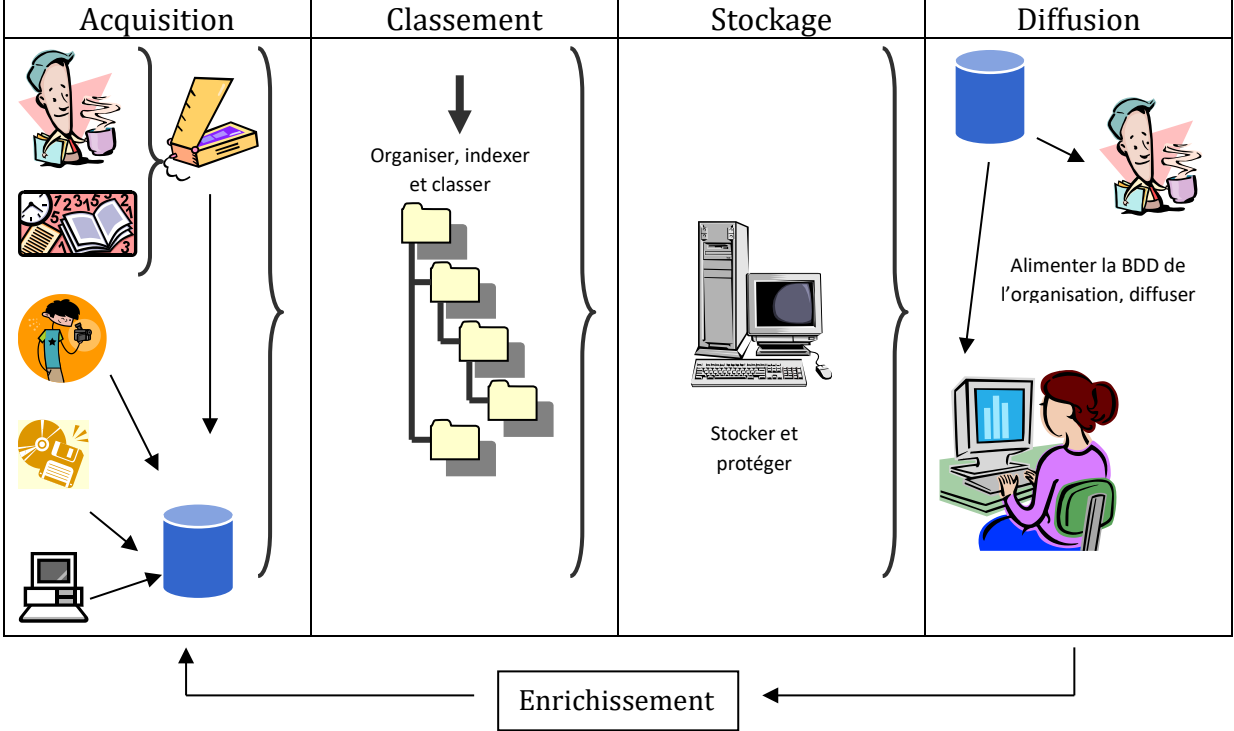 Acquisition
Classement
Stockage
Diffusion
Organiser, indexer
et classer
Stocker et
protéger
Alimenter la BDD de
l'organisation, diffuser
Enrichissement